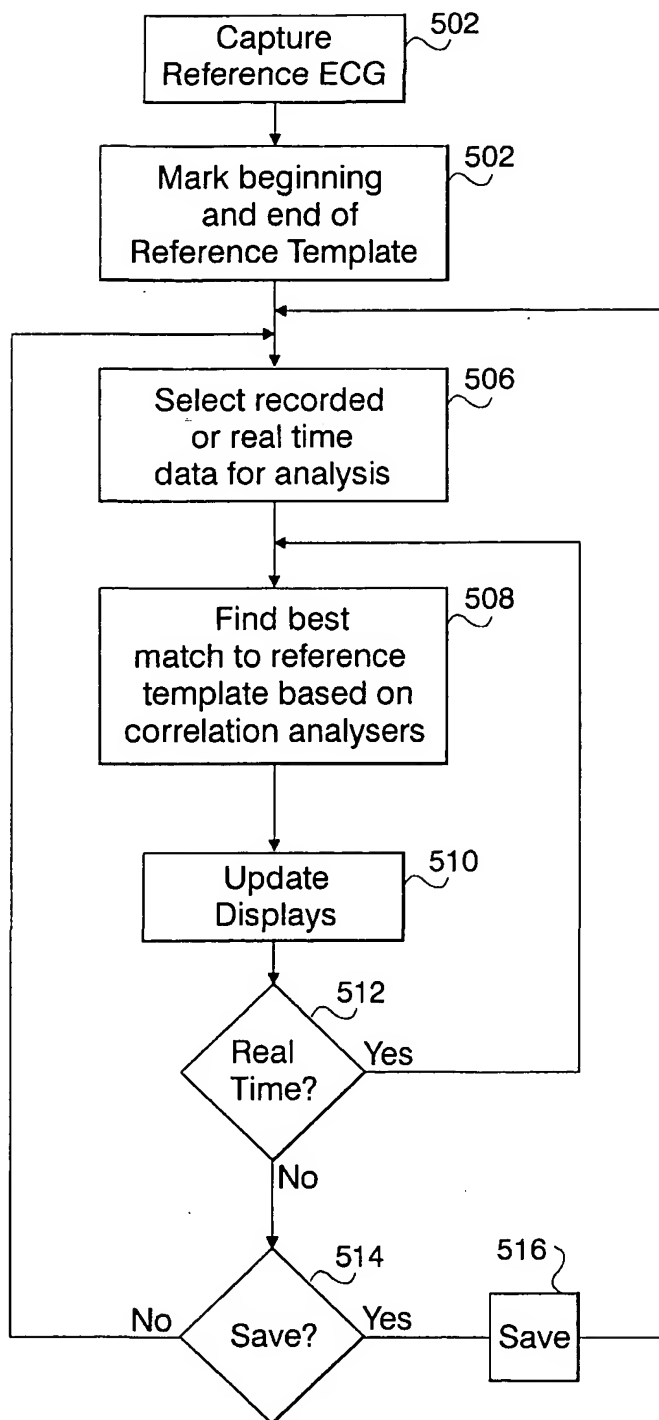 Capture
Reference ECG
502
Mark beginning
and end of
Reference Template
502
Select recorded
or real time
data for analysis
506
Find best
match to reference
template based on
correlation analysers
508
Update
Displays
510
Real
Time?
512
Yes
No
Save?
514
No
Yes
Save
516